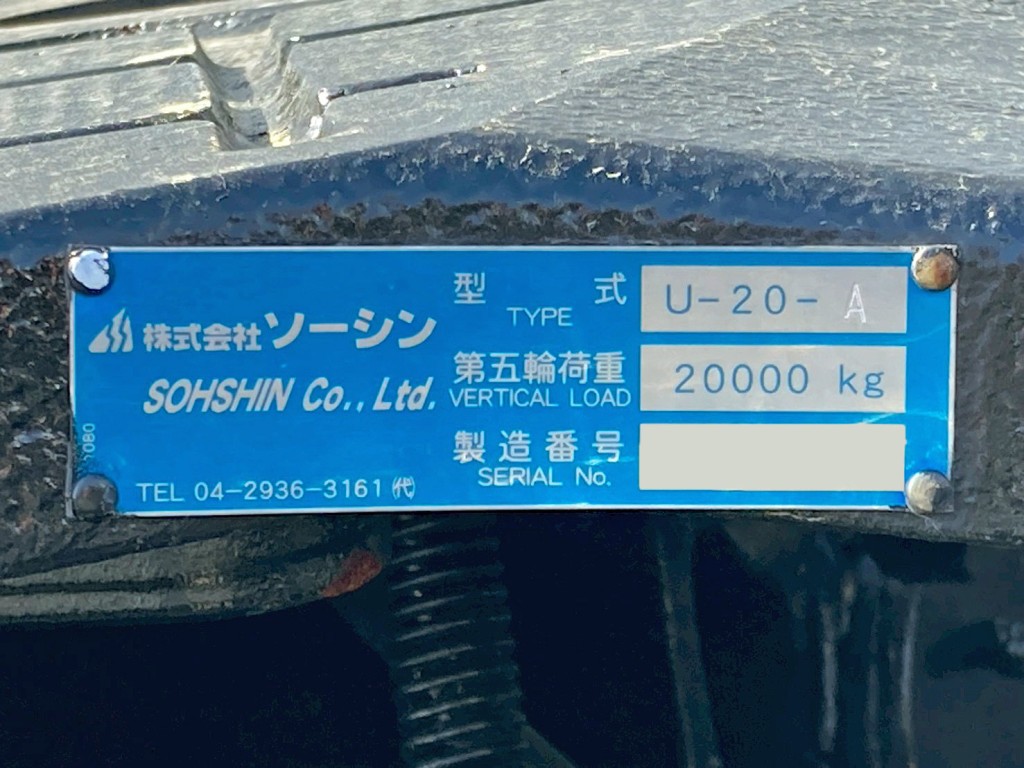 株式会社ソーシン
SOHSHIN Co., Ltd.
TEL 04-2936-3161 ㈹
型式 U-20-A
TYPE
第五輪荷重 20000 kg
VERTICAL LOAD
製造番号
SERIAL No.